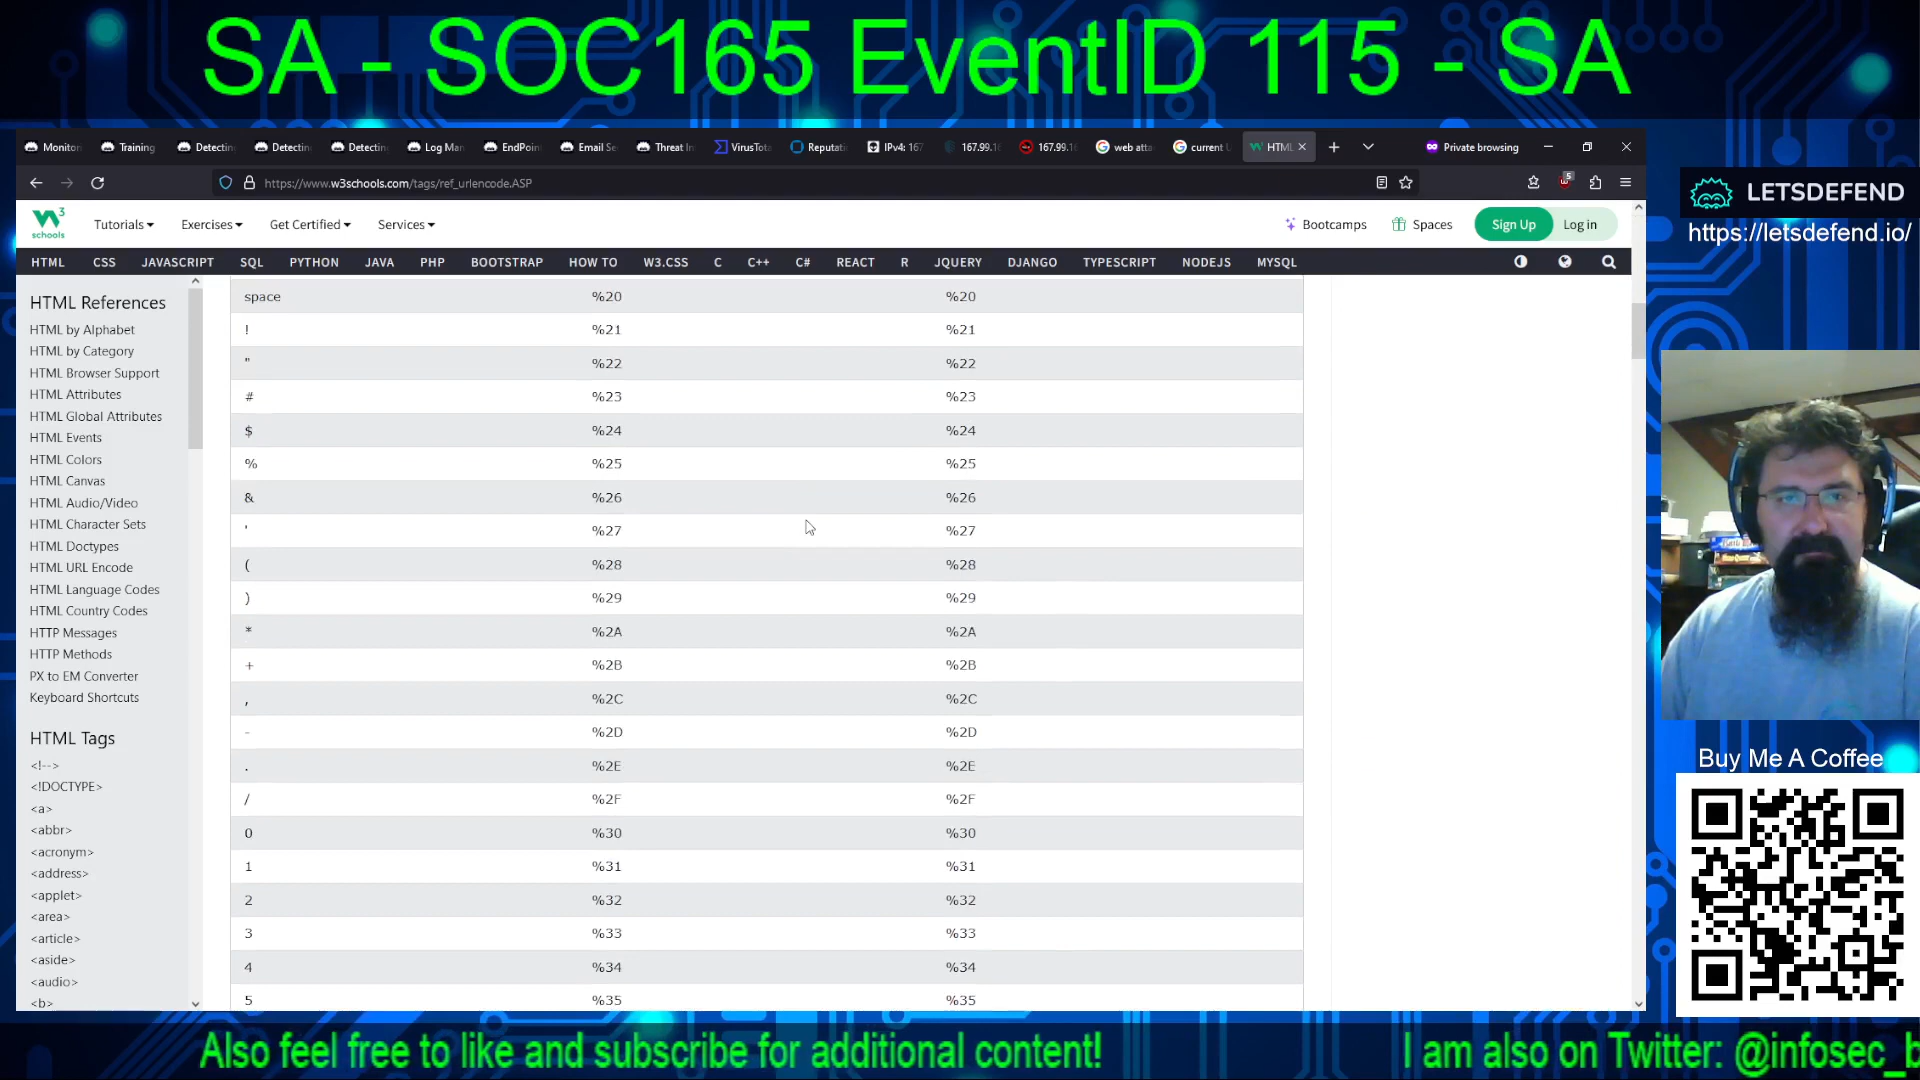 SA - SOC165 EventID 115 - SA
Monitor Training Detecting Detecting Detecting Log Man EndPoin Email Se Threat In VirusTota Reputati IPv4: 167 167.99.1 167.99.1 web atta current HTML Private browsing
https://www.w3schools.com/tags/ref_urlencode.ASP 5
LETSDEFEND
https://letsdefend.io/
W3 schools Tutorials Exercises Get Certified Services Bootcamps Spaces Sign Up Log in
HTML CSS JAVASCRIPT SQL PYTHON JAVA PHP BOOTSTRAP HOW TO W3.CSS C C++ C# REACT R JQUERY DJANGO TYPESCRIPT NODEJS MYSQL
HTML References
HTML by Alphabet
HTML by Category
HTML Browser Support
HTML Attributes
HTML Global Attributes
HTML Events
HTML Colors
HTML Canvas
HTML Audio/Video
HTML Character Sets
HTML Doctypes
HTML URL Encode
HTML Language Codes
HTML Country Codes
HTTP Messages
HTTP Methods
PX to EM Converter
Keyboard Shortcuts
HTML Tags
<!-->
<!DOCTYPE>
<a>
<abbr>
<acronym>
<address>
<applet>
<area>
<article>
<aside>
<audio>
<b>
space %20 %20
! %21 %21
" %22 %22
# %23 %23
$ %24 %24
% %25 %25
& %26 %26
' %27 %27
( %28 %28
) %29 %29
* %2A %2A
+ %2B %2B
, %2C %2C
- %2D %2D
. %2E %2E
/ %2F %2F
0 %30 %30
1 %31 %31
2 %32 %32
3 %33 %33
4 %34 %34
5 %35 %35
Buy Me A Coffee
Also feel free to like and subscribe for additional content! I am also on Twitter: @infosec_b